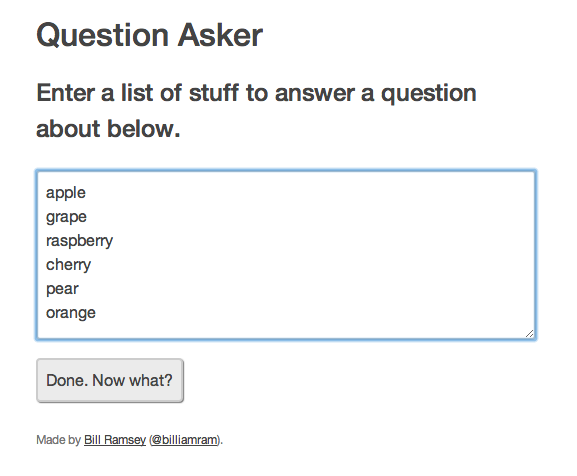 Question Asker
Enter a list of stuff to answer a question
about below.
apple
grape
raspberry
cherry
pear
orange
Done. Now what?
Made by Bill Ramsey (@billiamram).